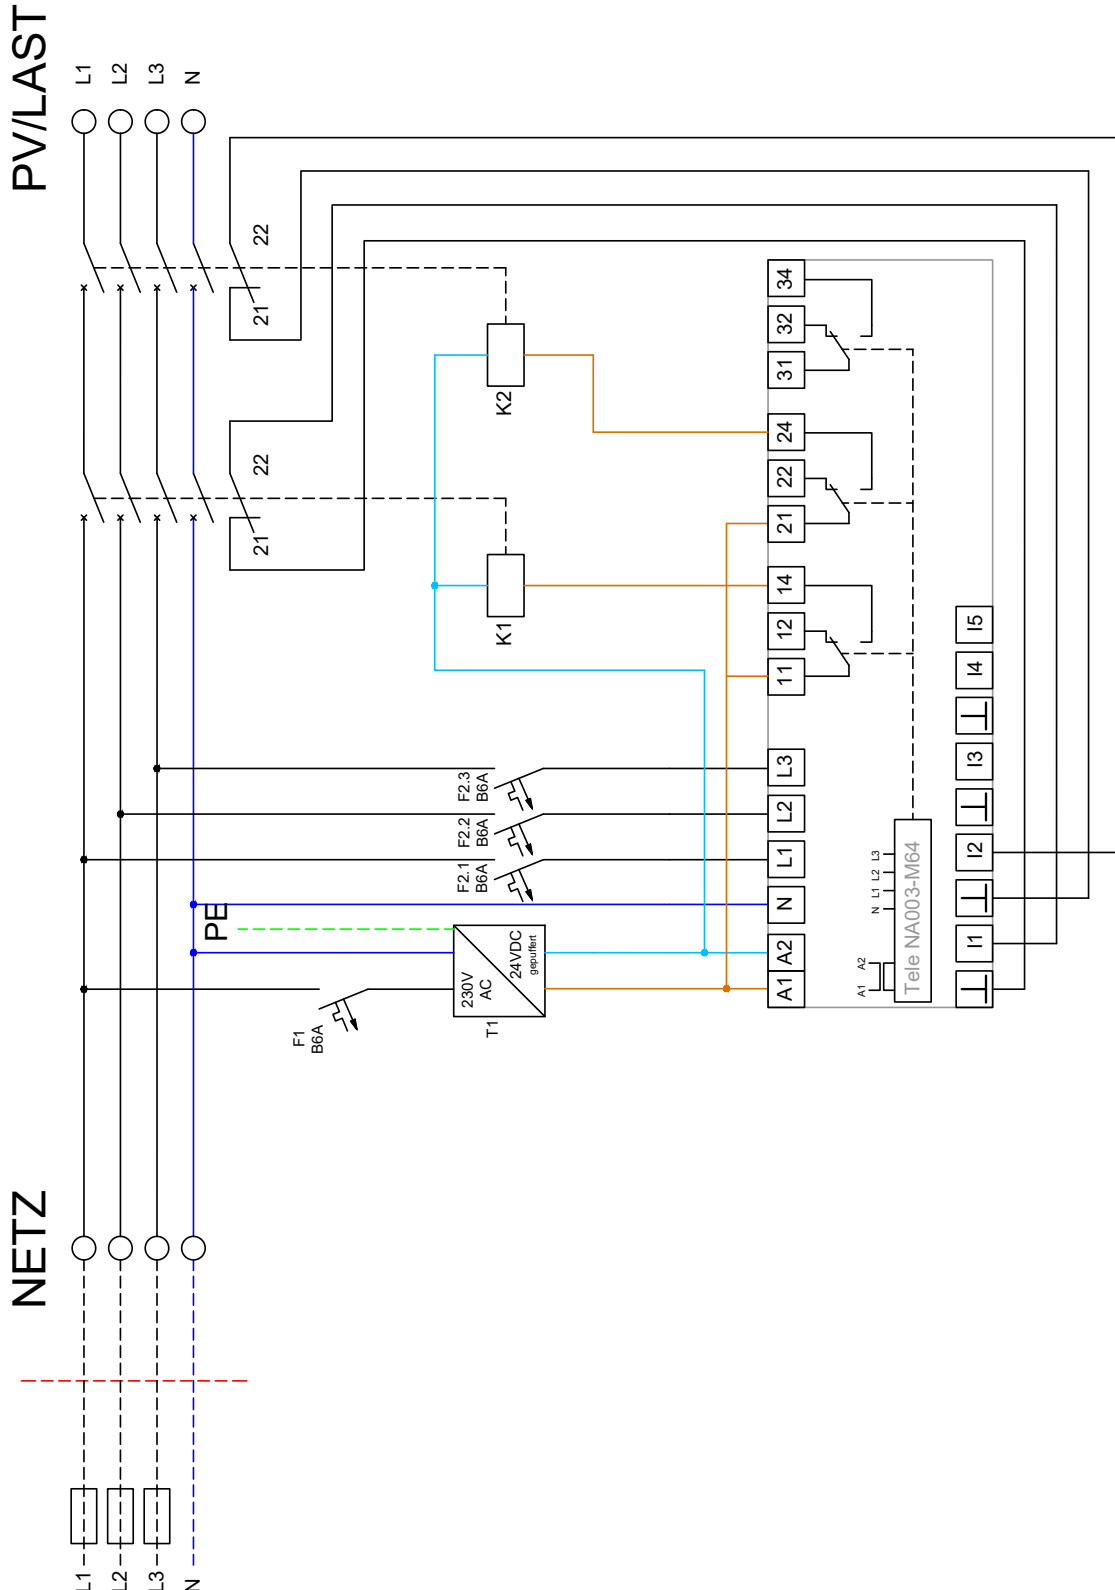 PV/LAST
L1
L2
L3
N
22
21
22
21
K2
K1
34
32
31
24
22
21
14
12
11
L3
L2
L1
N
A2
A1
I5
I4
I3
I2
I1
F2.3
B6A
F2.2
B6A
F2.1
B6A
PE
230V
AC
24VDC
gepuffert
T1
F1
B6A
L3
L2
L1
N
A2
A1
Tele NA003-M64
NETZ
L1
L2
L3
N